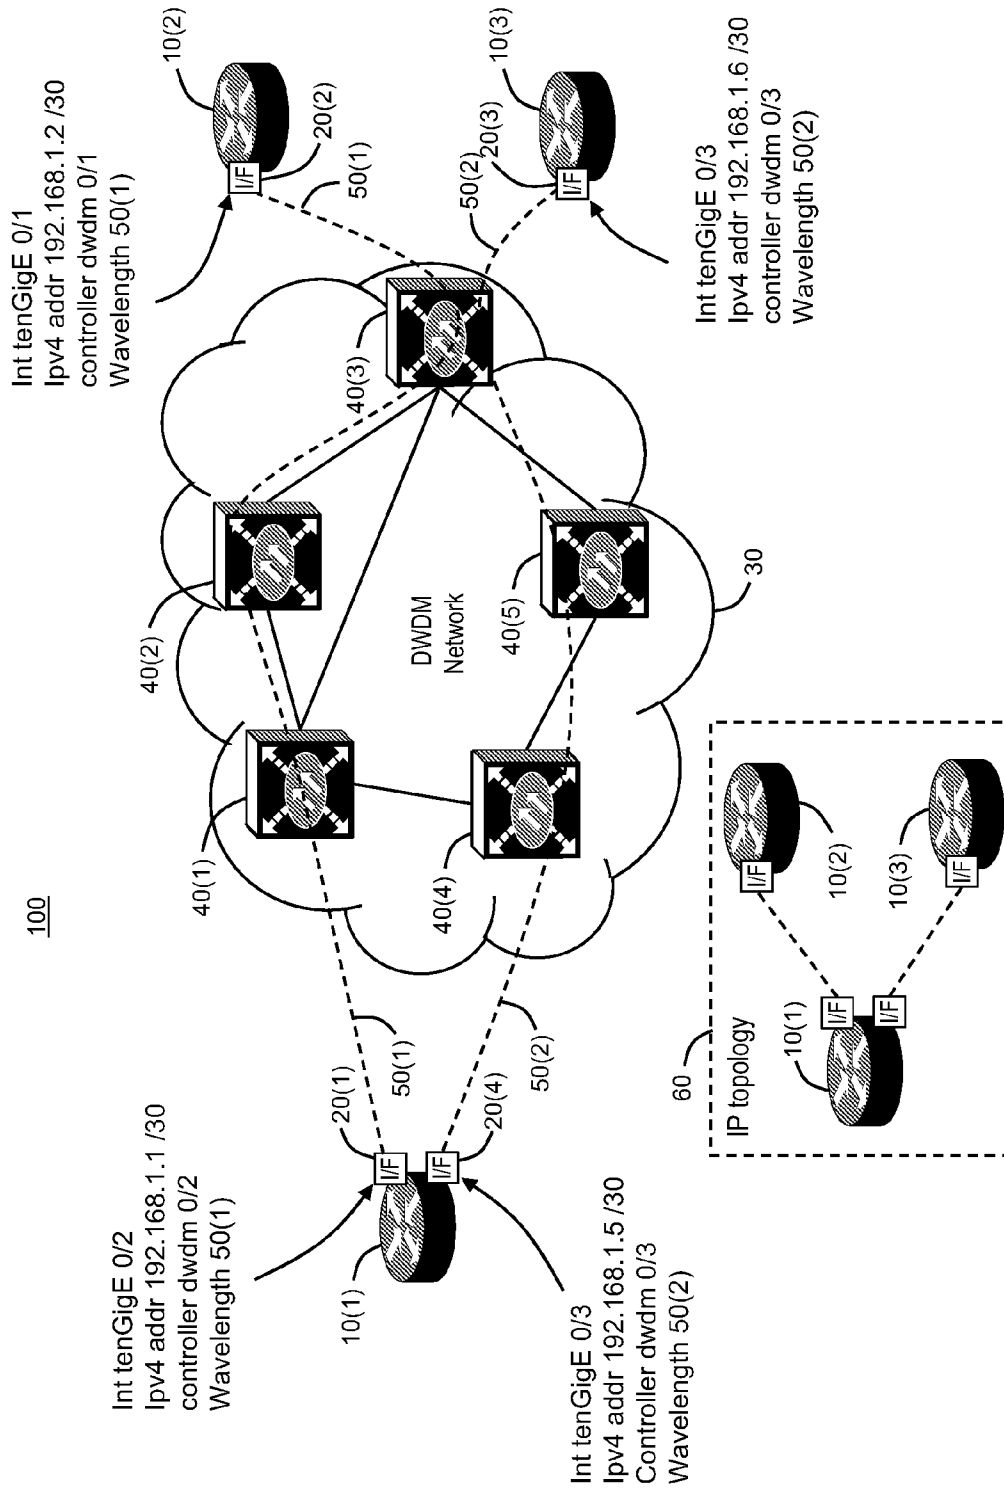 100
Int tenGigE 0/2
Ipv4 addr 192.168.1.1 /30
controller dwdm 0/2
Wavelength 50(1)
Int tenGigE 0/1
Ipv4 addr 192.168.1.2 /30
controller dwdm 0/1
Wavelength 50(1)
10(1)
20(1)
I/F
I/F
20(4)
50(1)
50(2)
40(1)
40(2)
40(3)
40(4)
40(5)
DWDM
Network
30
10(2)
I/F
20(2)
50(1)
50(2)
20(3)
I/F
10(3)
Int tenGigE 0/3
Ipv4 addr 192.168.1.5 /30
Controller dwdm 0/3
Wavelength 50(2)
Int tenGigE 0/3
Ipv4 addr 192.168.1.6 /30
controller dwdm 0/3
Wavelength 50(2)
60
IP topology
10(1)
I/F
I/F
I/F
10(2)
10(3)
I/F